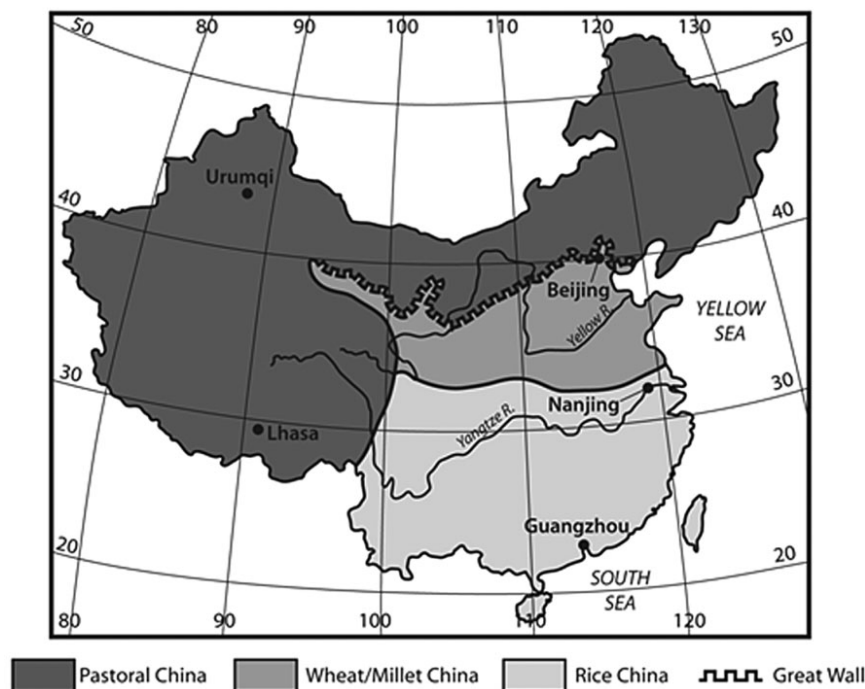 80 90 100 110 120 130
50 50
Urumqi
40 40
Beijing
Yellow R.
YELLOW
SEA
30 30
Nanjing
Yangtze R.
Lhasa
Guangzhou
20 20
SOUTH
SEA
80 90 100 110 120
Pastoral China Wheat/Millet China Rice China Great Wall